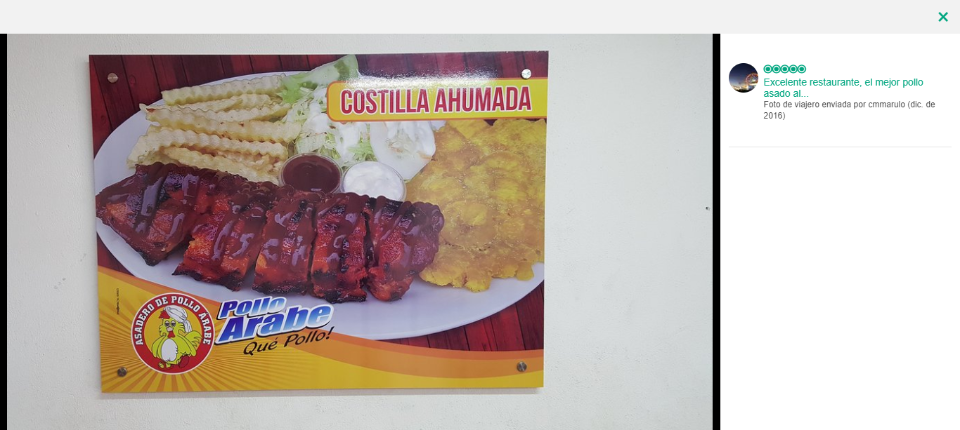 COSTILLA AHUMADA
ASADERO DE POLLO ARABE
Pollo
Arabe
Qué Pollo!
Excelente restaurante, el mejor pollo
asado al...
Foto de viajero enviada por cmmarulo (dic. de
2016)